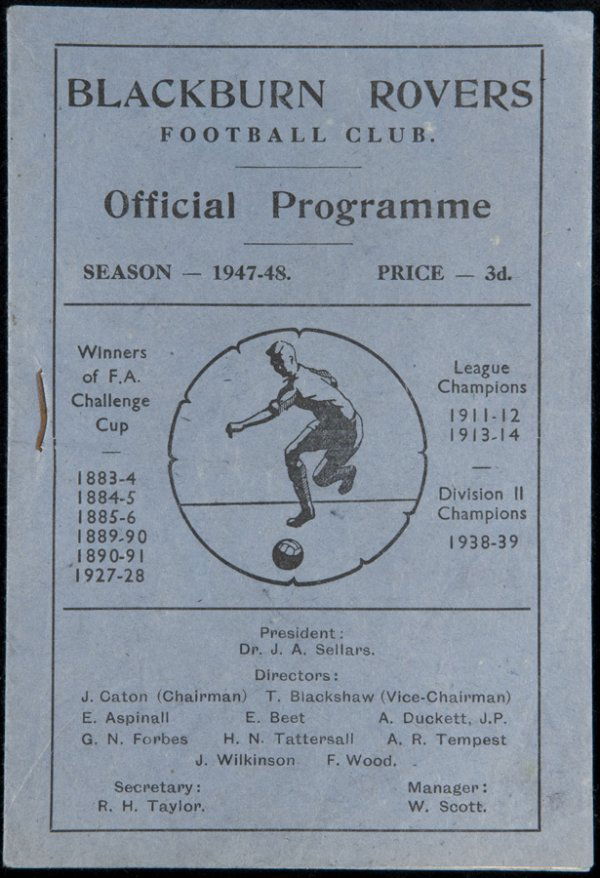 BLACKBURN ROVERS
FOOTBALL CLUB.
Official Programme
SEASON — 1947-48. PRICE — 3d.
Winners
of F.A.
Challenge
Cup
—
1883-4
1884-5
1885-6
1889-90
1890-91
1927-28
League
Champions
1911-12
1913-14
—
Division II
Champions
1938-39
President:
Dr. J. A. Sellars.
Directors:
J. Caton (Chairman) T. Blackshaw (Vice-Chairman)
E. Aspinall E. Beet A. Duckett, J.P.
G. N. Forbes H. N. Tattersall A. R. Tempest
J. Wilkinson F. Wood.
Secretary: Manager:
R. H. Taylor. W. Scott.